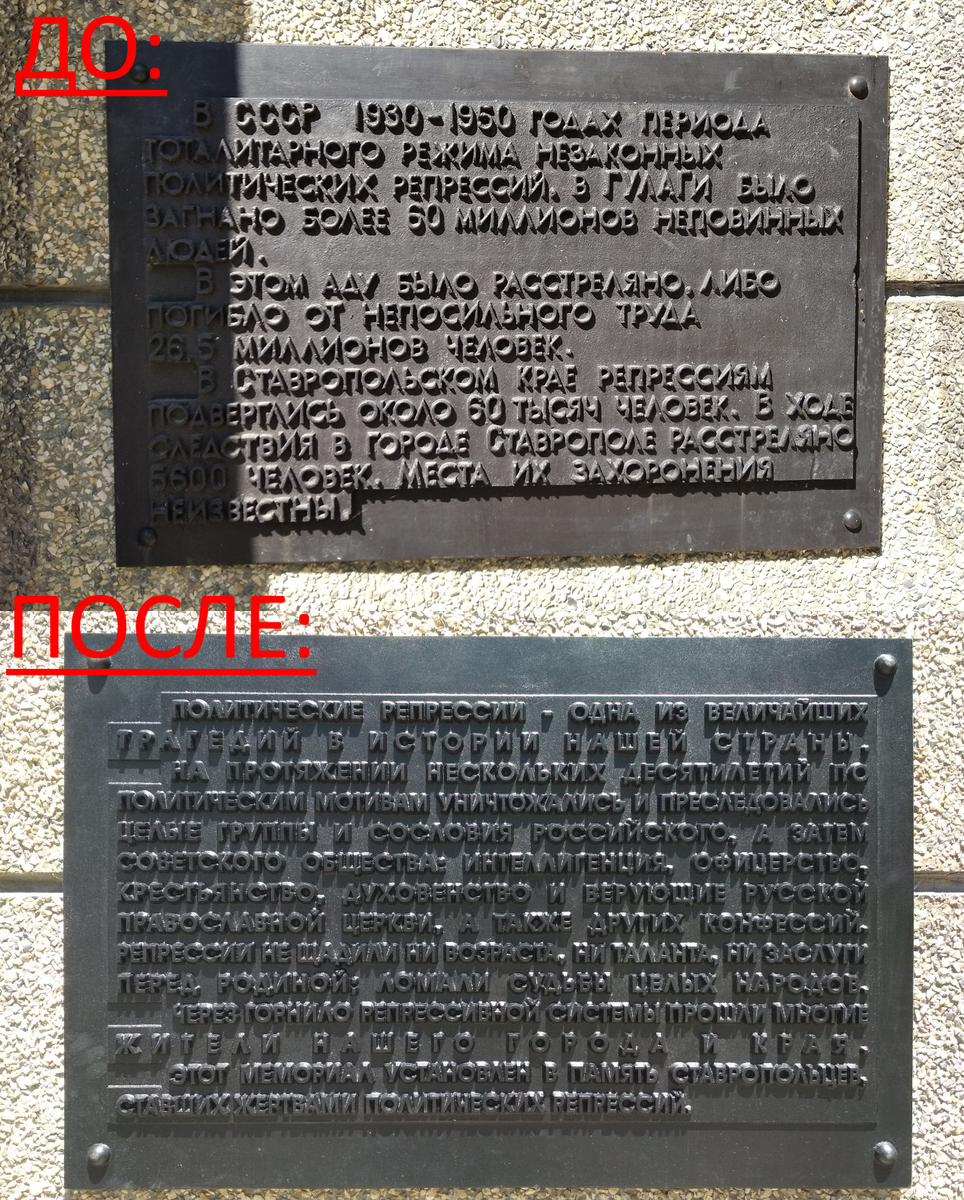 ДО:
В СССР 1930-1950 ГОДАХ ПЕРИОДА
ТОТАЛИТАРНОГО РЕЖИМА НЕЗАКОННЫХ
ПОЛИТИЧЕСКИХ РЕПРЕССИЙ. В ГУЛАГИ БЫЛО
ЗАГНАНО БОЛЕЕ 60 МИЛЛИОНОВ НЕПОВИННЫХ
ЛЮДЕЙ.
В ЭТОМ АДУ БЫЛО РАССТРЕЛЯНО, ЛИБО
ПОГИБЛО ОТ НЕПОСИЛЬНОГО ТРУДА
26,5 МИЛЛИОНОВ ЧЕЛОВЕК.
В СТАВРОПОЛЬСКОМ КРАЕ РЕПРЕССИЯМ
ПОДВЕРГЛИСЬ ОКОЛО 60 ТЫСЯЧ ЧЕЛОВЕК. В ХОДЕ
СЛЕДСТВИЯ В ГОРОДЕ СТАВРОПОЛЕ РАССТРЕЛЯНО
5600 ЧЕЛОВЕК. МЕСТА ИХ ЗАХОРОНЕНИЯ
НЕИЗВЕСТНЫ.
ПОСЛЕ:
ПОЛИТИЧЕСКИЕ РЕПРЕССИИ - ОДНА ИЗ ВЕЛИЧАЙШИХ
ТРАГЕДИЙ В ИСТОРИИ НАШЕЙ СТРАНЫ.
НА ПРОТЯЖЕНИИ НЕСКОЛЬКИХ ДЕСЯТИЛЕТИЙ ПО
ПОЛИТИЧЕСКИМ МОТИВАМ УНИЧТОЖАЛИСЬ И ПРЕСЛЕДОВАЛИСЬ
ЦЕЛЫЕ ГРУППЫ И СОСЛОВИЯ РОССИЙСКОГО, А ЗАТЕМ
СОВЕТСКОГО ОБЩЕСТВА: ИНТЕЛЛИГЕНЦИЯ, ОФИЦЕРСТВО,
КРЕСТЬЯНСТВО, ДУХОВЕНСТВО И ВЕРУЮЩИЕ РУССКОЙ
ПРАВОСЛАВНОЙ ЦЕРКВИ, А ТАКЖЕ ДРУГИХ КОНФЕССИЙ.
РЕПРЕССИИ НЕ ЩАДИЛИ НИ ВОЗРАСТА, НИ ТАЛАНТА, НИ ЗАСЛУГИ
ПЕРЕД РОДИНОЙ; ЛОМАЛИ СУДЬБЫ ЦЕЛЫХ НАРОДОВ.
ЧЕРЕЗ ГОРНИЛО РЕПРЕССИВНОЙ СИСТЕМЫ ПРОШЛИ МНОГИЕ
ЖИТЕЛИ НАШЕГО ГОРОДА И КРАЯ.
ЭТОТ МЕМОРИАЛ УСТАНОВЛЕН В ПАМЯТЬ СТАВРОПОЛЬЦЕВ,
СТАВШИХ ЖЕРТВАМИ ПОЛИТИЧЕСКИХ РЕПРЕССИЙ.